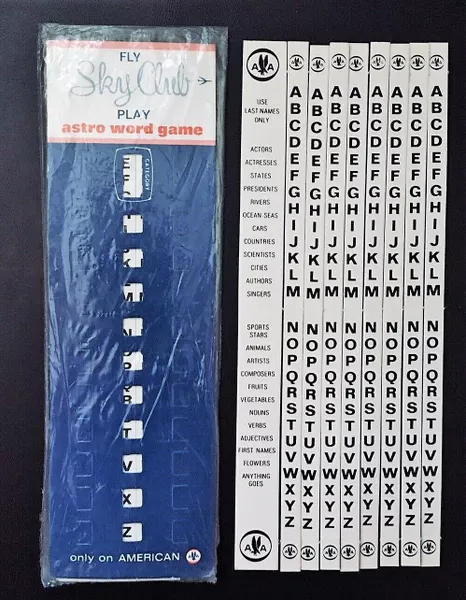 FLY
Sky Club
PLAY
astro word game
CATEGORY
T
V
X
Z
only on AMERICAN
A A
USE
LAST NAMES
ONLY
ACTORS
ACTRESSES
STATES
PRESIDENTS
RIVERS
OCEAN SEAS
CARS
COUNTRIES
SCIENTISTS
CITIES
AUTHORS
SINGERS
SPORTS
STARS
ANIMALS
ARTISTS
COMPOSERS
FRUITS
VEGETABLES
NOUNS
VERBS
ADJECTIVES
FIRST NAMES
FLOWERS
ANYTHING
GOES
A A
A A A A A A A A
B B B B B B B B
C C C C C C C C
D D D D D D D D
E E E E E E E E
F F F F F F F F
G G G G G G G G
H H H H H H H H
I I I I I I I I
J J J J J J J J
K K K K K K K K
L L L L L L L L
M M M M M M M M
N N N N N N N N
O O O O O O O O
P P P P P P P P
Q Q Q Q Q Q Q Q
R R R R R R R R
S S S S S S S S
T T T T T T T T
U U U U U U U U
V V V V V V V V
W W W W W W W W
X X X X X X X X
Y Y Y Y Y Y Y Y
Z Z Z Z Z Z Z Z